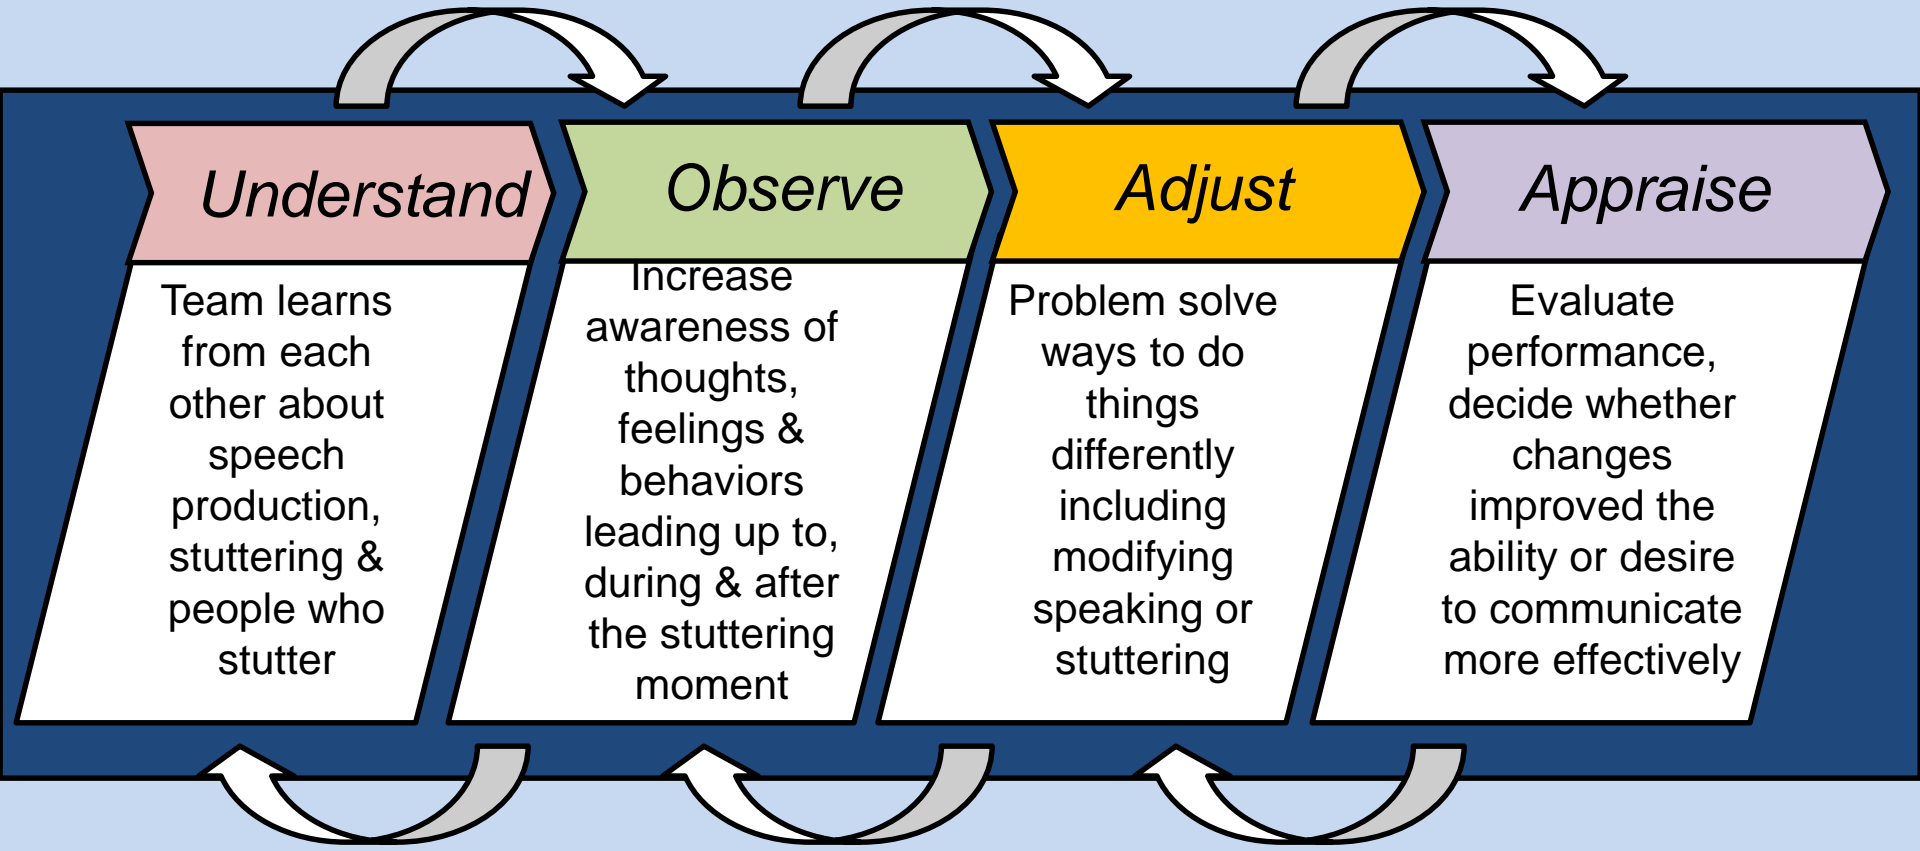 Understand
Team learns
from each
other about
speech
production,
stuttering &
people who
stutter
Observe
Increase
awareness of
thoughts,
feelings &
behaviors
leading up to,
during & after
the stuttering
moment
Adjust
Problem solve
ways to do
things
differently
including
modifying
speaking or
stuttering
Appraise
Evaluate
performance,
decide whether
changes
improved the
ability or desire
to communicate
more effectively